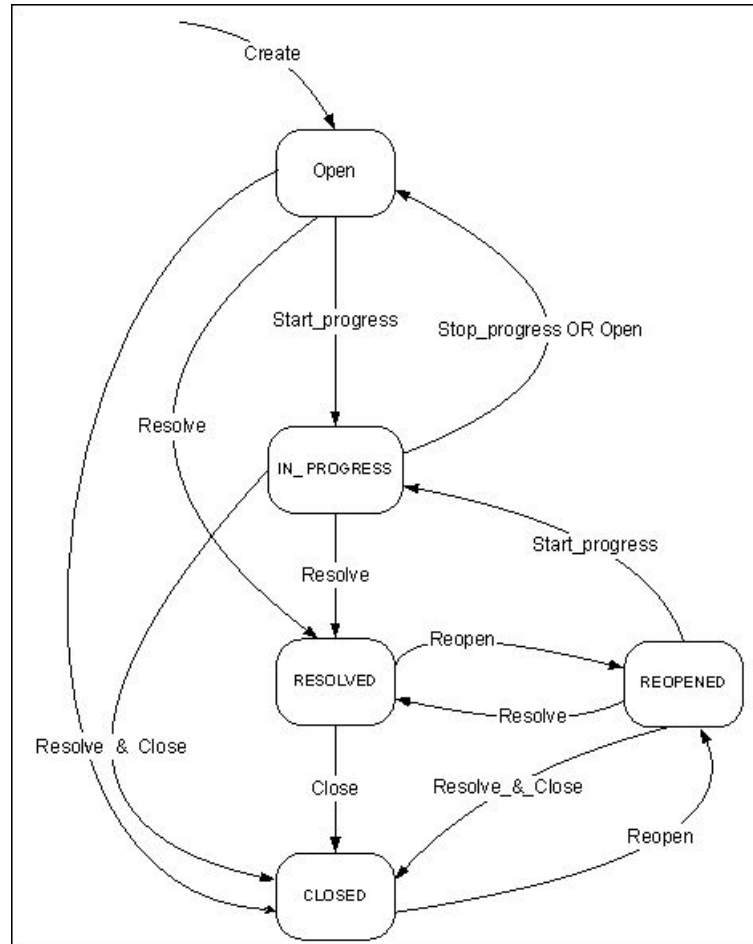 Create
Open
Start_progress
Stop_progress OR Open
Resolve
IN_PROGRESS
Start_progress
Resolve
Reopen
RESOLVED
REOPENED
Resolve
Resolve & Close
Close
Resolve_&_Close
Reopen
CLOSED